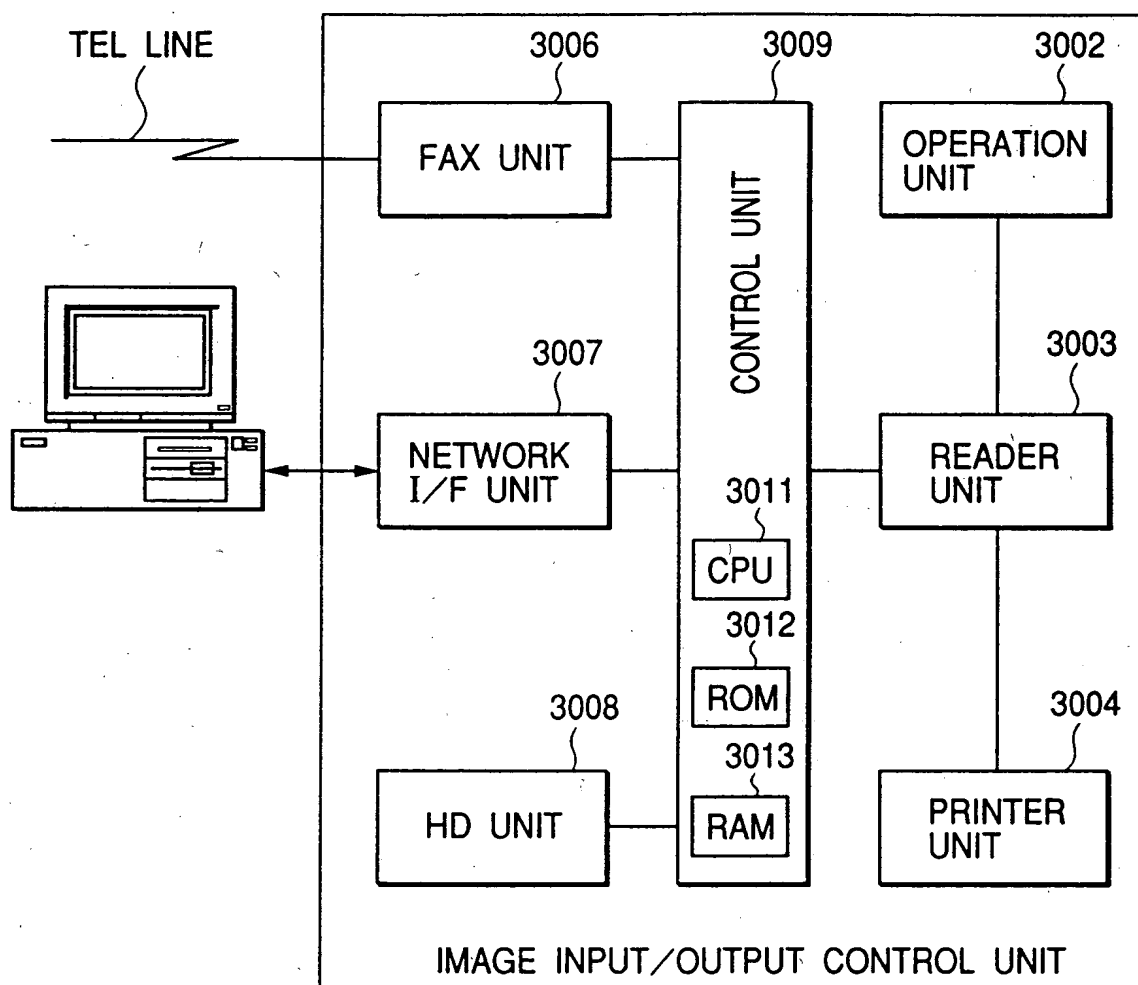 TEL LINE
3006
3009
3002
FAX UNIT
CONTROL UNIT
OPERATION
UNIT
3007
3003
NETWORK
I/F UNIT
READER
UNIT
3011
CPU
3012
ROM
3008
3004
3013
HD UNIT
RAM
PRINTER
UNIT
IMAGE INPUT/OUTPUT CONTROL UNIT